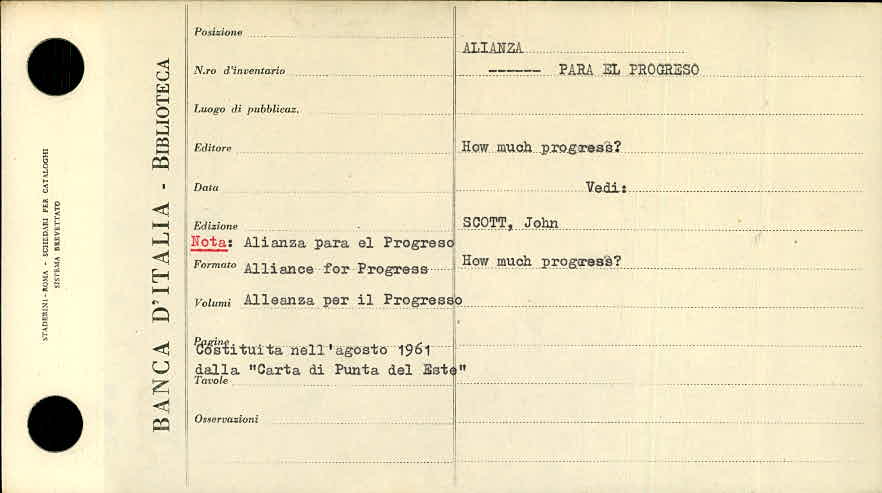 STADERINI - ROMA - SCHEDARI PER CATALOGHI
SISTEMA BREVETTATO
BANCA D'ITALIA - BIBLIOTECA
Posizione
N.ro d'inventario
Luogo di pubblicaz.
Editore
Data
Edizione
Nota: Alianza para el Progreso
Formato Alliance for Progress
Volumi Alleanza per il Progresso
Pagine
Costituita nell'agosto 1961
dalla "Carta di Punta del Este"
Tavole
Osservazioni
ALIANZA
------ PARA EL PROGRESO
How much progress?
Vedi:
SCOTT, John
How much progress?